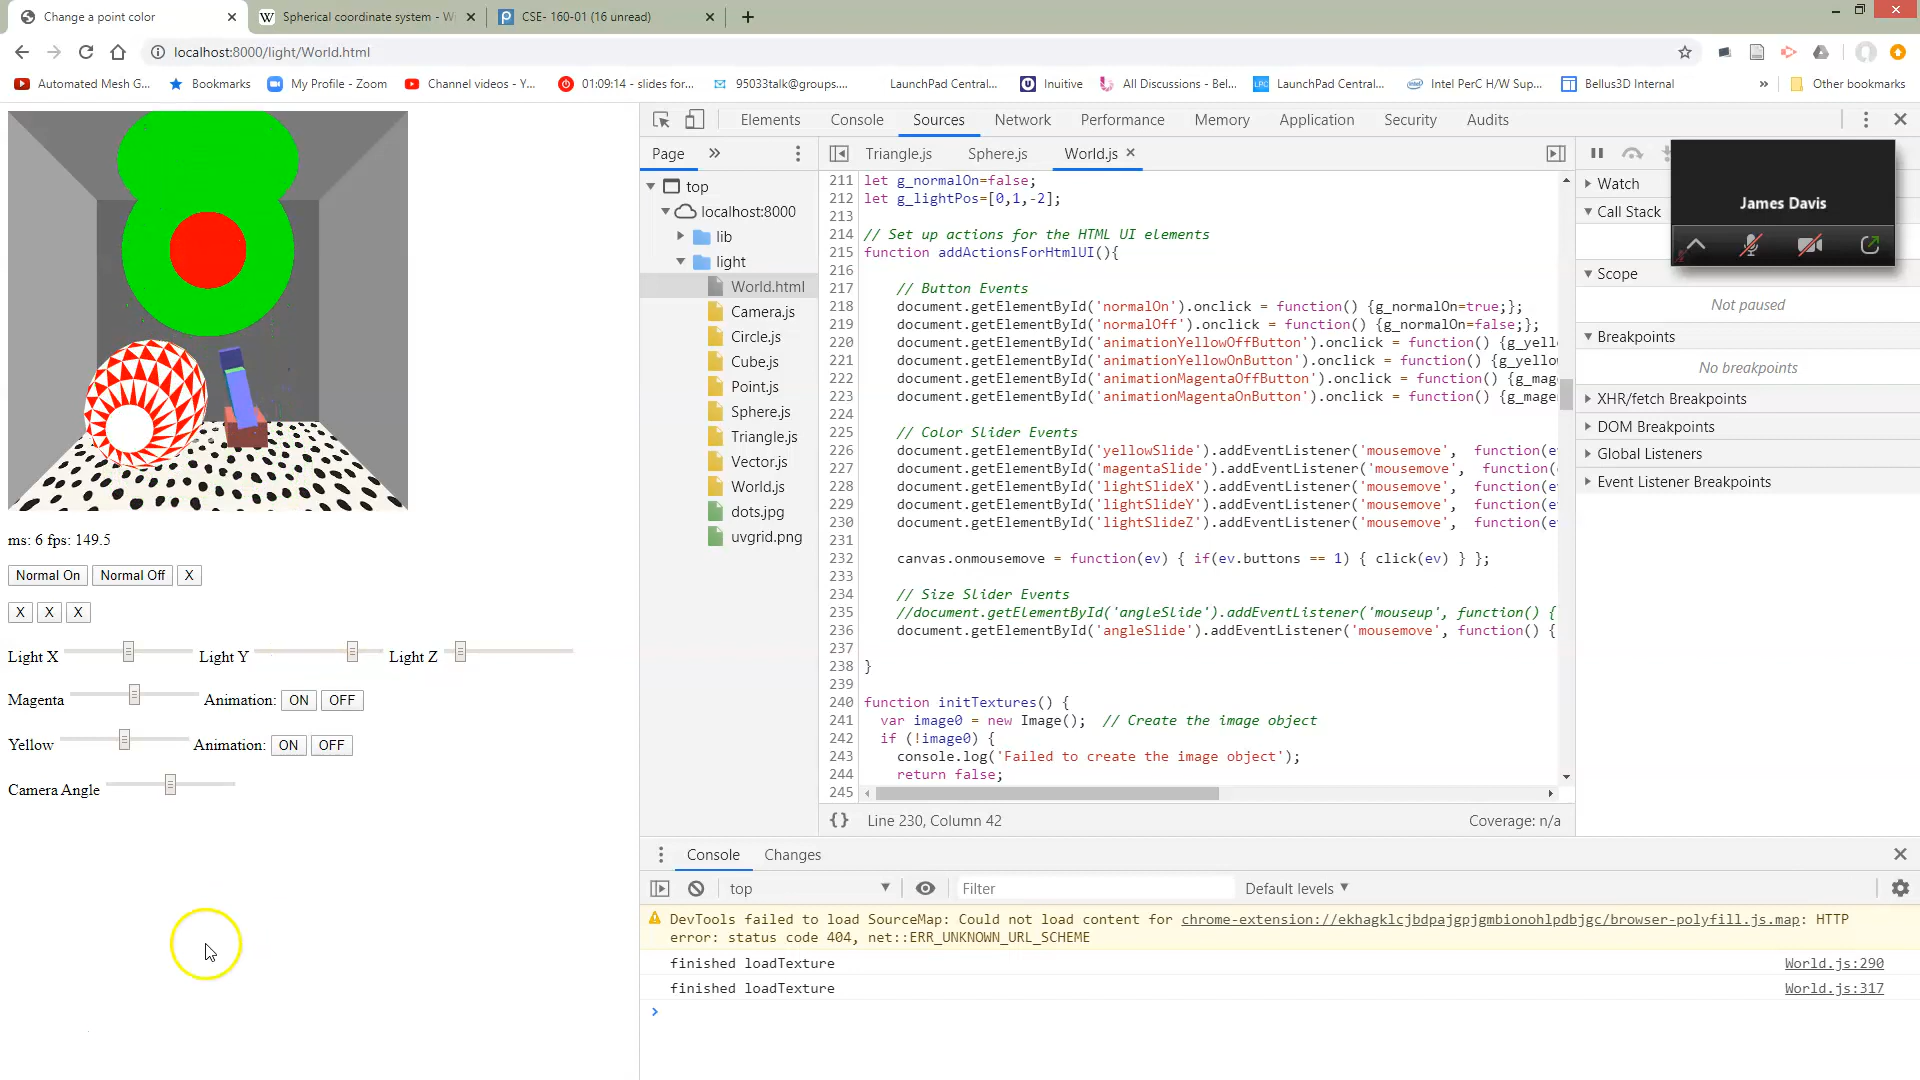 Change a point color
Spherical coordinate system - Wi
CSE- 160-01 (16 unread)
localhost:8000/light/World.html
Automated Mesh G... Bookmarks My Profile - Zoom Channel videos - Y... 01:09:14 - slides for... 95033talk@groups.... LaunchPad Central... Inuitive All Discussions - Bel... LaunchPad Central... Intel PerC H/W Sup... Bellus3D Internal » Other bookmarks
ms: 6 fps: 149.5
Normal On Normal Off X
X X X
Light X Light Y Light Z
Magenta Animation: ON OFF
Yellow Animation: ON OFF
Camera Angle
Elements Console Sources Network Performance Memory Application Security Audits
Page »
top
localhost:8000
lib
light
World.html
Camera.js
Circle.js
Cube.js
Point.js
Sphere.js
Triangle.js
Vector.js
World.js
dots.jpg
uvgrid.png
Triangle.js Sphere.js World.js
211 let g_normalOn=false;
212 let g_lightPos=[0,1,-2];
213
214 // Set up actions for the HTML UI elements
215 function addActionsForHtmlUI(){
216
217 // Button Events
218 document.getElementById('normalOn').onclick = function() {g_normalOn=true;};
219 document.getElementById('normalOff').onclick = function() {g_normalOn=false;};
220 document.getElementById('animationYellowOffButton').onclick = function() {g_yello
221 document.getElementById('animationYellowOnButton').onclick = function() {g_yellow
222 document.getElementById('animationMagentaOffButton').onclick = function() {g_mage
223 document.getElementById('animationMagentaOnButton').onclick = function() {g_magen
224
225 // Color Slider Events
226 document.getElementById('yellowSlide').addEventListener('mousemove', function(ev
227 document.getElementById('magentaSlide').addEventListener('mousemove', function(e
228 document.getElementById('lightSlideX').addEventListener('mousemove', function(ev
229 document.getElementById('lightSlideY').addEventListener('mousemove', function(ev
230 document.getElementById('lightSlideZ').addEventListener('mousemove', function(ev
231
232 canvas.onmousemove = function(ev) { if(ev.buttons == 1) { click(ev) } };
233
234 // Size Slider Events
235 //document.getElementById('angleSlide').addEventListener('mouseup', function() {
236 document.getElementById('angleSlide').addEventListener('mousemove', function() {
237
238 }
239
240 function initTextures() {
241 var image0 = new Image(); // Create the image object
242 if (!image0) {
243 console.log('Failed to create the image object');
244 return false;
245
{} Line 230, Column 42 Coverage: n/a
James Davis
Watch
Call Stack
Scope
Not paused
Breakpoints
No breakpoints
XHR/fetch Breakpoints
DOM Breakpoints
Global Listeners
Event Listener Breakpoints
Console Changes
top Filter Default levels
DevTools failed to load SourceMap: Could not load content for chrome-extension://ekhagklcjbdpajgpjgmbionohlpdbjgc/browser-polyfill.js.map: HTTP
error: status code 404, net::ERR_UNKNOWN_URL_SCHEME
finished loadTexture World.js:290
finished loadTexture World.js:317